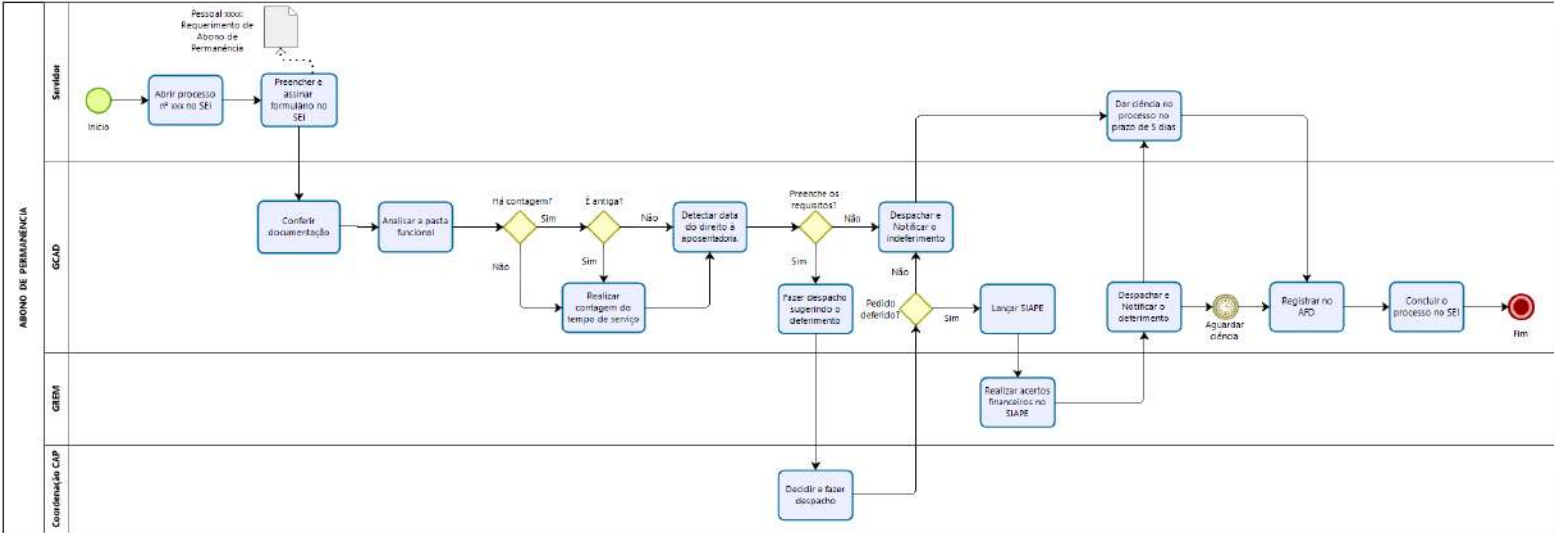 ABONO DE PERMANÊNCIA
Servidor
Pessoal xxxx:
Requerimento de
Abono de
Permanência
Início
Abrir processo
nº xxx no SEI
Preencher e
assinar
formulário no
SEI
Dar ciência no
processo no
prazo de 5 dias
GCAD
Conferir
documentação
Analisar a pasta
funcional
Há contagem?
Sim
Não
É antiga?
Não
Sim
Realizar
contagem do
tempo de serviço
Detectar data
do direito à
aposentadoria.
Preenche os
requisitos?
Não
Sim
Fazer despacho
sugerindo o
deferimento
Despachar e
Notificar o
indeferimento
Não
Pedido
deferido?
Sim
Lançar SIAPE
Despachar e
Notificar o
deferimento
Aguardar
ciência
Registrar no
AFD
Concluir o
processo no SEI
Fim
GREM
Realizar acertos
financeiros no
SIAPE
Coordenação CAP
Decidir e fazer
despacho